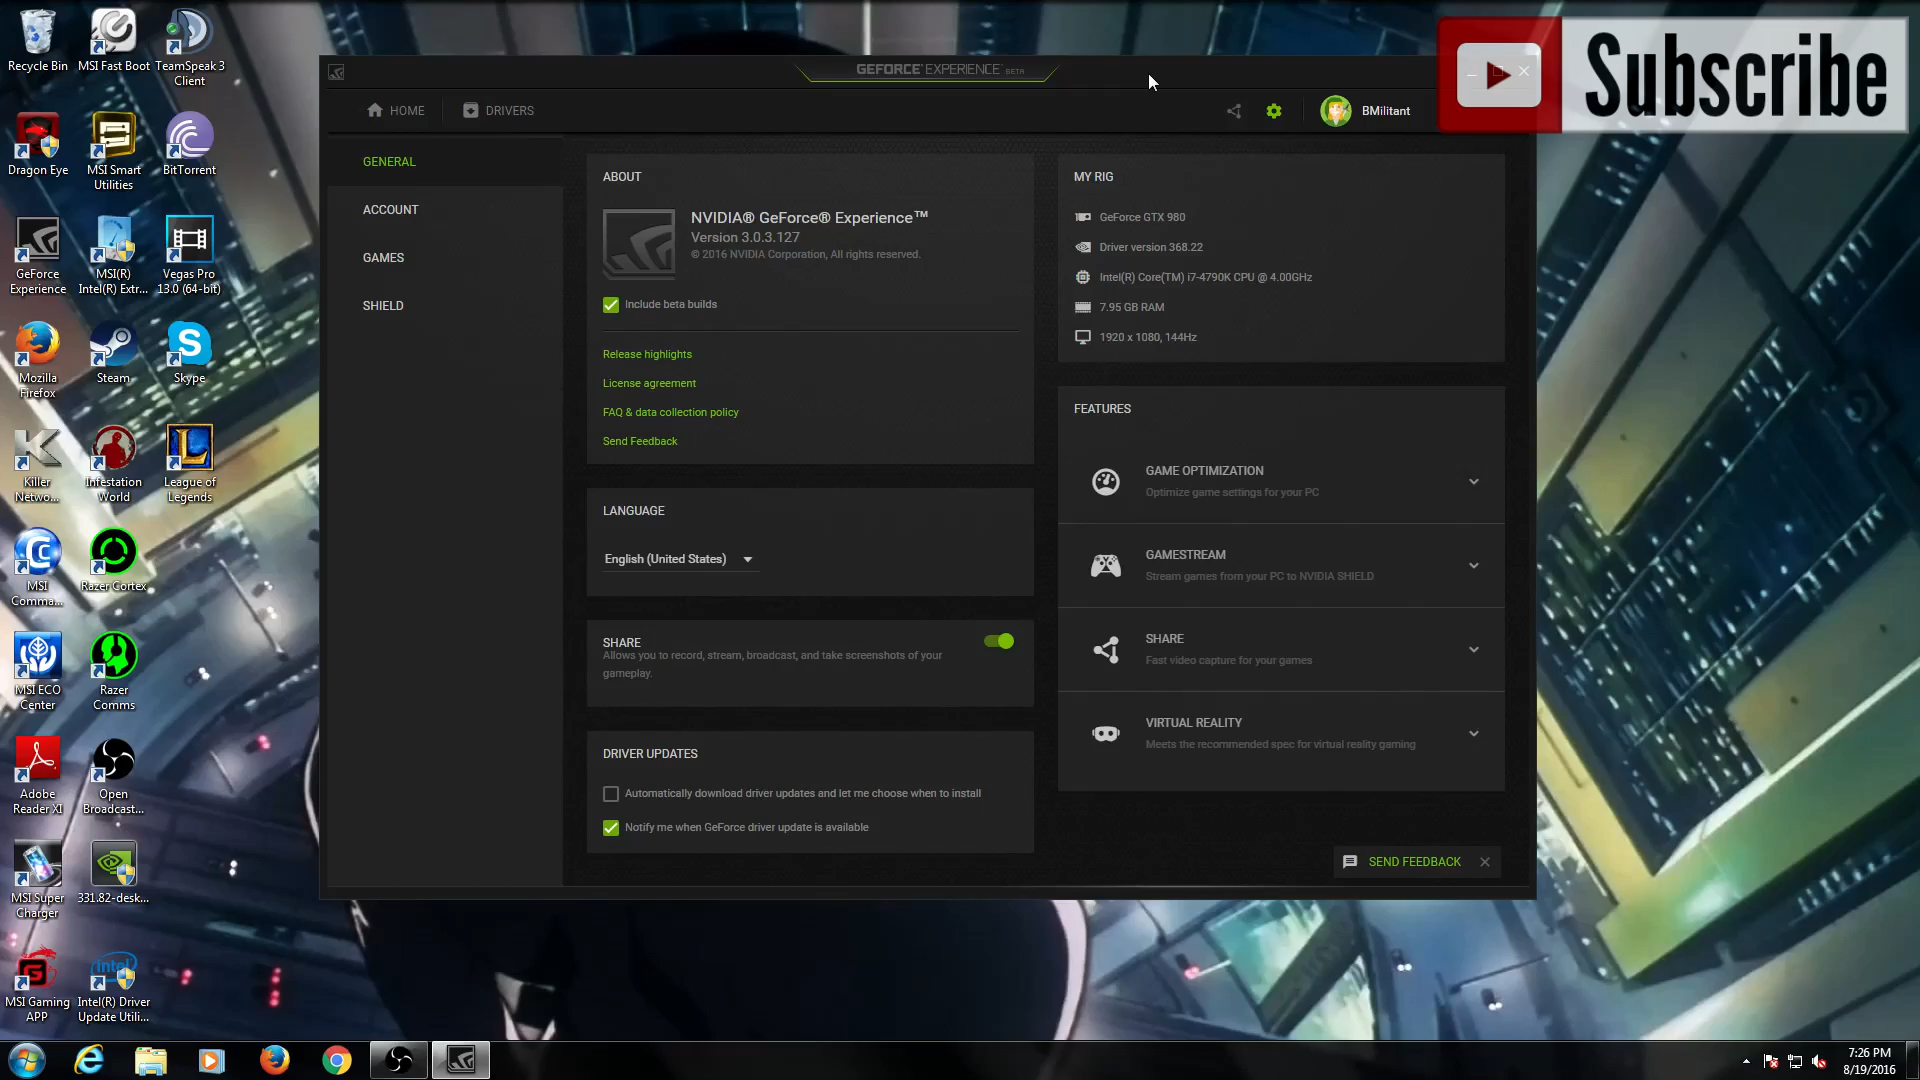 Recycle Bin
MSI Fast Boot
TeamSpeak 3
Client
Dragon Eye
MSI Smart
Utilities
BitTorrent
GeForce
Experience
MSI(R)
Intel(R) Extr...
Vegas Pro
13.0 (64-bit)
Mozilla
Firefox
Steam
Skype
Killer
Netwo...
Infestation
World
League of
Legends
MSI
Comma...
Razer Cortex
MSI ECO
Center
Razer
Comms
Adobe
Reader XI
Open
Broadcast...
MSI Super
Charger
331.82-desk...
MSI Gaming
APP
Intel(R) Driver
Update Utili...
GEFORCE EXPERIENCE BETA
HOME
DRIVERS
BMilitant
Subscribe
GENERAL
ACCOUNT
GAMES
SHIELD
ABOUT
NVIDIA® GeForce® Experience™
Version 3.0.3.127
© 2016 NVIDIA Corporation, All rights reserved.
Include beta builds
Release highlights
License agreement
FAQ & data collection policy
Send Feedback
LANGUAGE
English (United States)
SHARE
Allows you to record, stream, broadcast, and take screenshots of your
gameplay.
DRIVER UPDATES
Automatically download driver updates and let me choose when to install
Notify me when GeForce driver update is available
MY RIG
GeForce GTX 980
Driver version 368.22
Intel(R) Core(TM) i7-4790K CPU @ 4.00GHz
7.95 GB RAM
1920 x 1080, 144Hz
FEATURES
GAME OPTIMIZATION
Optimize game settings for your PC
GAMESTREAM
Stream games from your PC to NVIDIA SHIELD
SHARE
Fast video capture for your games
VIRTUAL REALITY
Meets the recommended spec for virtual reality gaming
SEND FEEDBACK
7:26 PM
8/19/2016